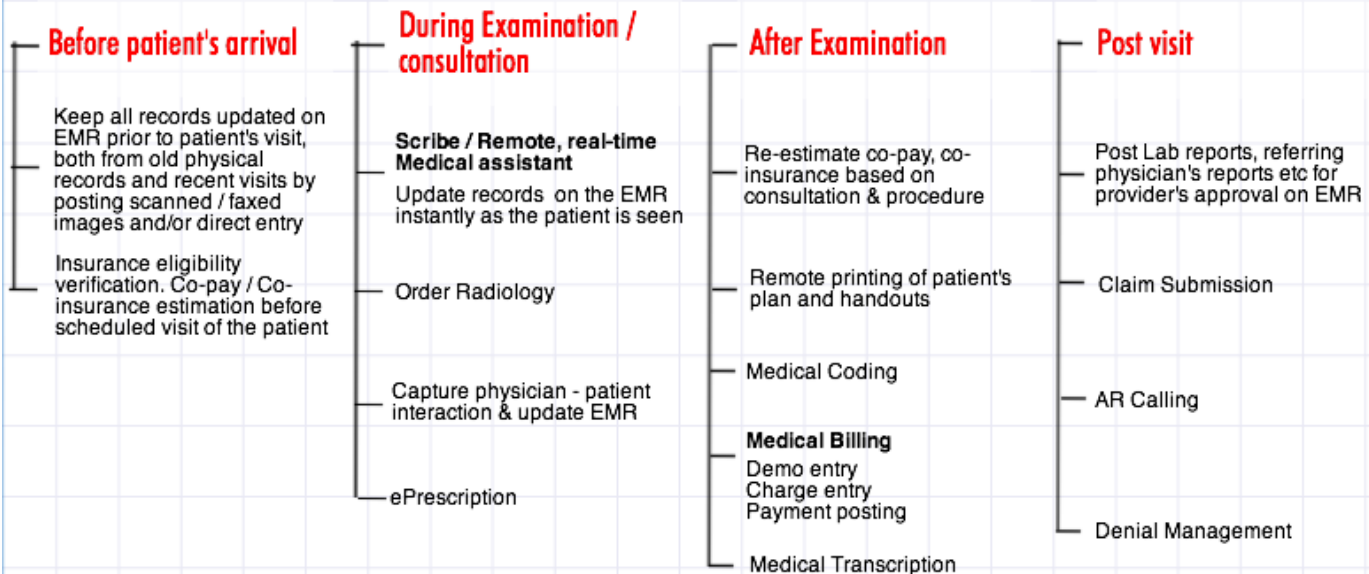 Before patient's arrival
Keep all records updated on
EMR prior to patient's visit,
both from old physical
records and recent visits by
posting scanned / faxed
images and/or direct entry
Insurance eligibility
verification. Co-pay / Co-
insurance estimation before
scheduled visit of the patient
During Examination /
consultation
Scribe / Remote, real-time
Medical assistant
Update records on the EMR
instantly as the patient is seen
Order Radiology
Capture physician - patient
interaction & update EMR
ePrescription
After Examination
Re-estimate co-pay, co-
insurance based on
consultation & procedure
Remote printing of patient's
plan and handouts
Medical Coding
Medical Billing
Demo entry
Charge entry
Payment posting
Medical Transcription
Post visit
Post Lab reports, referring
physician's reports etc for
provider's approval on EMR
Claim Submission
AR Calling
Denial Management